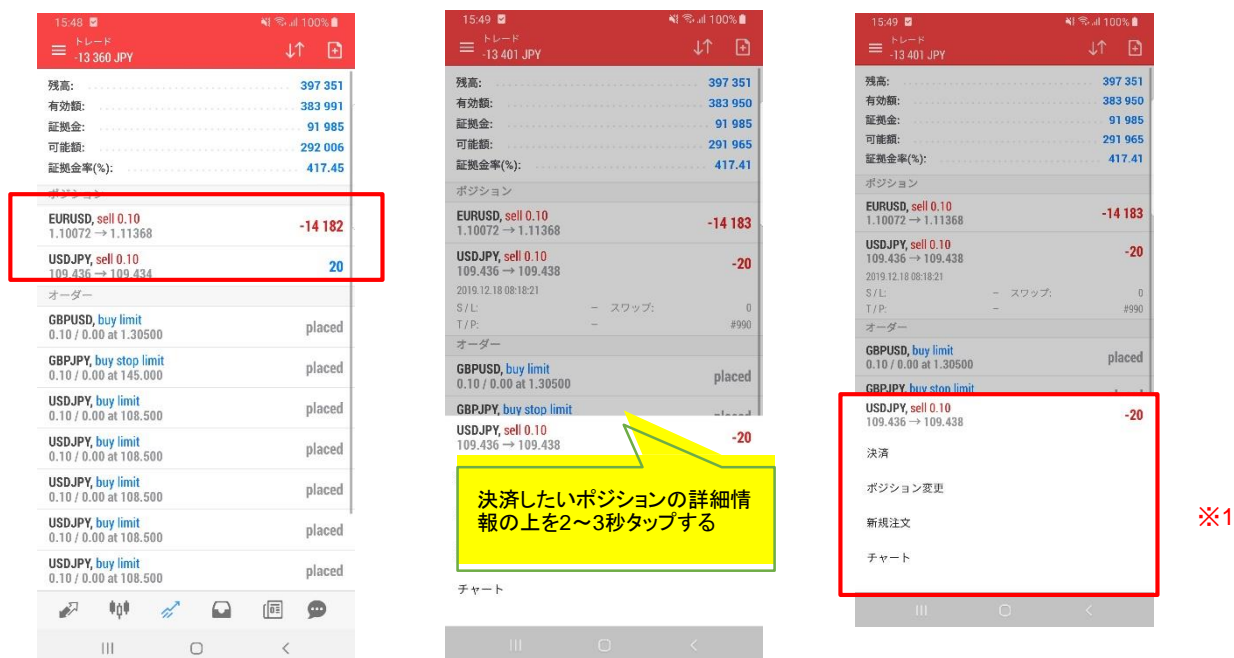 15:48
100%
トレード
-13 360 JPY
残高:
397 351
有効額:
383 991
証拠金:
91 985
可能額:
292 006
証拠金率(%):
417.45
ポジション
EURUSD, sell 0.10
1.10072 → 1.11368
-14 182
USDJPY, sell 0.10
109.436 → 109.434
20
オーダー
GBPUSD, buy limit
0.10 / 0.00 at 1.30500
placed
GBPJPY, buy stop limit
0.10 / 0.00 at 145.000
placed
USDJPY, buy limit
0.10 / 0.00 at 108.500
placed
USDJPY, buy limit
0.10 / 0.00 at 108.500
placed
USDJPY, buy limit
0.10 / 0.00 at 108.500
placed
USDJPY, buy limit
0.10 / 0.00 at 108.500
placed
USDJPY, buy limit
0.10 / 0.00 at 108.500
placed
15:49
100%
トレード
-13 401 JPY
残高:
397 351
有効額:
383 950
証拠金:
91 985
可能額:
291 965
証拠金率(%):
417.41
ポジション
EURUSD, sell 0.10
1.10072 → 1.11368
-14 183
USDJPY, sell 0.10
109.436 → 109.438
-20
2019.12.18 08:18:21
S / L: – スワップ: 0
T / P: – #990
オーダー
GBPUSD, buy limit
0.10 / 0.00 at 1.30500
placed
GBPJPY, buy stop limit
USDJPY, sell 0.10
109.436 → 109.438
-20
決済したいポジションの詳細情
報の上を2～3秒タップする
チャート
15:49
100%
トレード
-13 401 JPY
残高:
397 351
有効額:
383 950
証拠金:
91 985
可能額:
291 965
証拠金率(%):
417.41
ポジション
EURUSD, sell 0.10
1.10072 → 1.11368
-14 183
USDJPY, sell 0.10
109.436 → 109.438
-20
2019.12.18 08:18:21
S / L: – スワップ: 0
T / P: – #990
オーダー
GBPUSD, buy limit
0.10 / 0.00 at 1.30500
placed
GBPJPY, buy stop limit
USDJPY, sell 0.10
109.436 → 109.438
-20
決済
ポジション変更
新規注文
チャート
※1